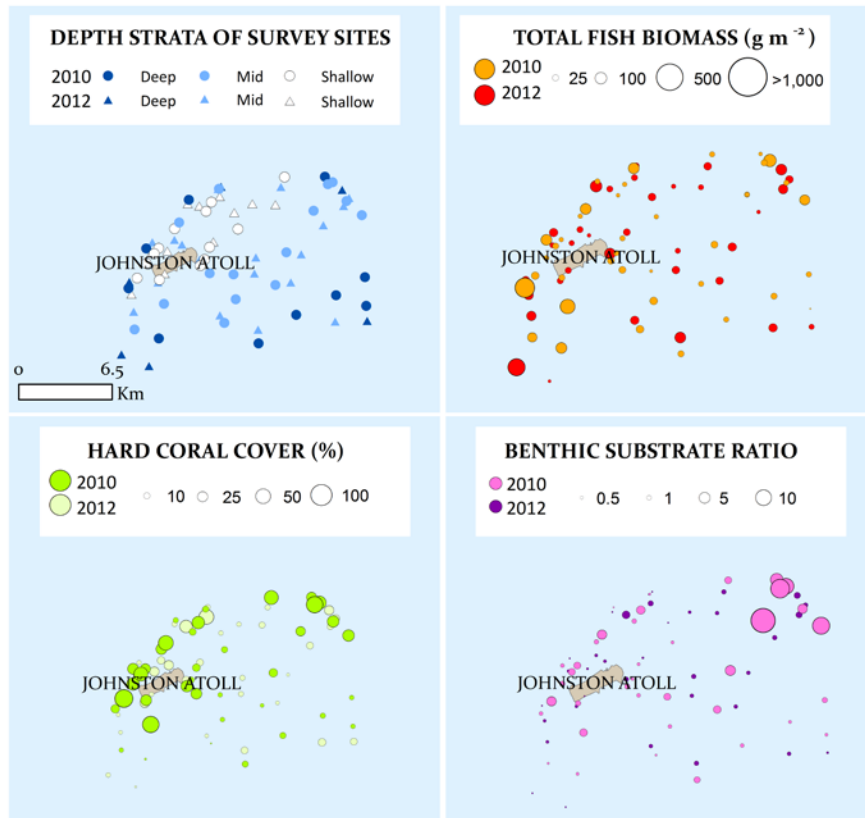 DEPTH STRATA OF SURVEY SITES
2010 Deep Mid Shallow
2012 Deep Mid Shallow
JOHNSTON ATOLL
0 6.5
Km
TOTAL FISH BIOMASS (g m⁻²)
2010
2012
25 100 500 >1,000
JOHNSTON ATOLL
HARD CORAL COVER (%)
2010
2012
10 25 50 100
JOHNSTON ATOLL
BENTHIC SUBSTRATE RATIO
2010
2012
0.5 1 5 10
JOHNSTON ATOLL